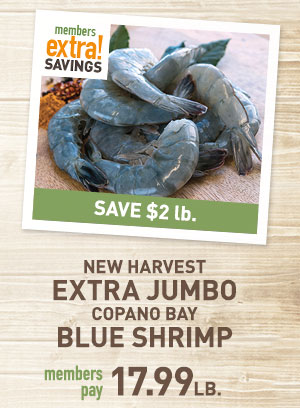 members
extra!
SAVINGS
SAVE $2 lb.
NEW HARVEST
EXTRA JUMBO
COPANO BAY
BLUE SHRIMP
members
pay 17.99LB.